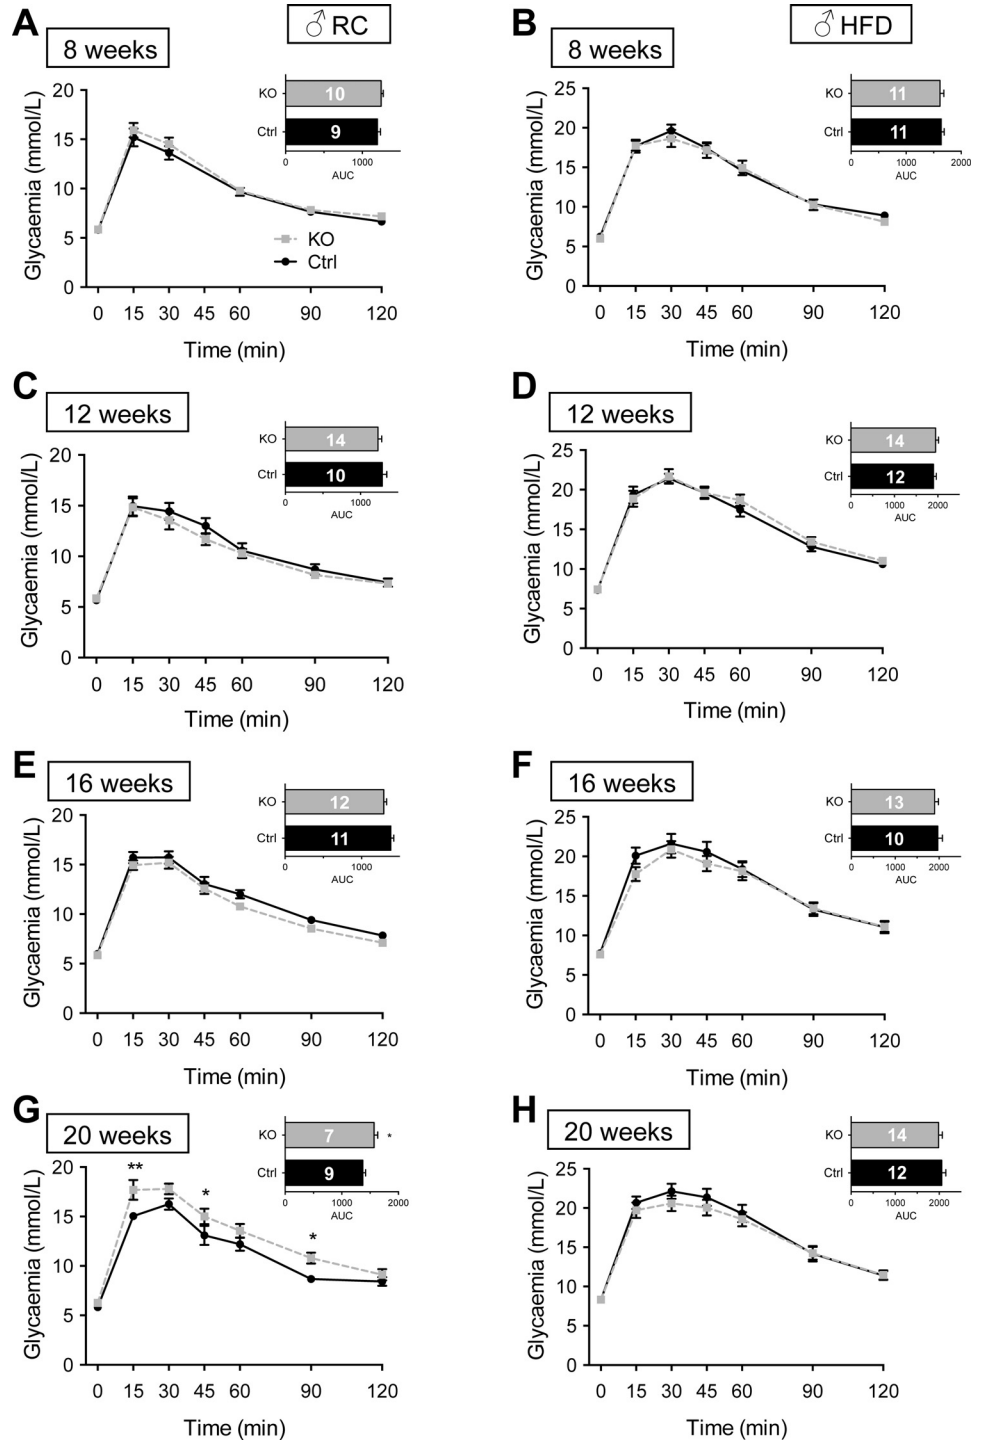 A
♂ RC
8 weeks
KO
10
Ctrl
9
0
1000
AUC
20
15
10
5
0
Glycaemia (mmol/L)
KO
Ctrl
0 15 30 45 60 90 120
Time (min)
B
♂ HFD
8 weeks
KO
11
Ctrl
11
0 1000 2000
AUC
25
20
15
10
5
0
Glycaemia (mmol/L)
0 15 30 45 60 90 120
Time (min)
C
12 weeks
KO
14
Ctrl
10
0 1000
AUC
20
15
10
5
0
Glycaemia (mmol/L)
0 15 30 45 60 90 120
Time (min)
D
12 weeks
KO
14
Ctrl
12
0 1000 2000
AUC
25
20
15
10
5
0
Glycaemia (mmol/L)
0 15 30 45 60 90 120
Time (min)
E
16 weeks
KO
12
Ctrl
11
0 1000
AUC
20
15
10
5
0
Glycaemia (mmol/L)
0 15 30 45 60 90 120
Time (min)
F
16 weeks
KO
13
Ctrl
10
0 1000 2000
AUC
25
20
15
10
5
0
Glycaemia (mmol/L)
0 15 30 45 60 90 120
Time (min)
G
20 weeks
KO
7
*
Ctrl
9
0 500 1000 1500 2000
AUC
20
15
10
5
0
Glycaemia (mmol/L)
**
*
*
0 15 30 45 60 90 120
Time (min)
H
20 weeks
KO
14
Ctrl
12
0 1000 2000
AUC
25
20
15
10
5
0
Glycaemia (mmol/L)
0 15 30 45 60 90 120
Time (min)